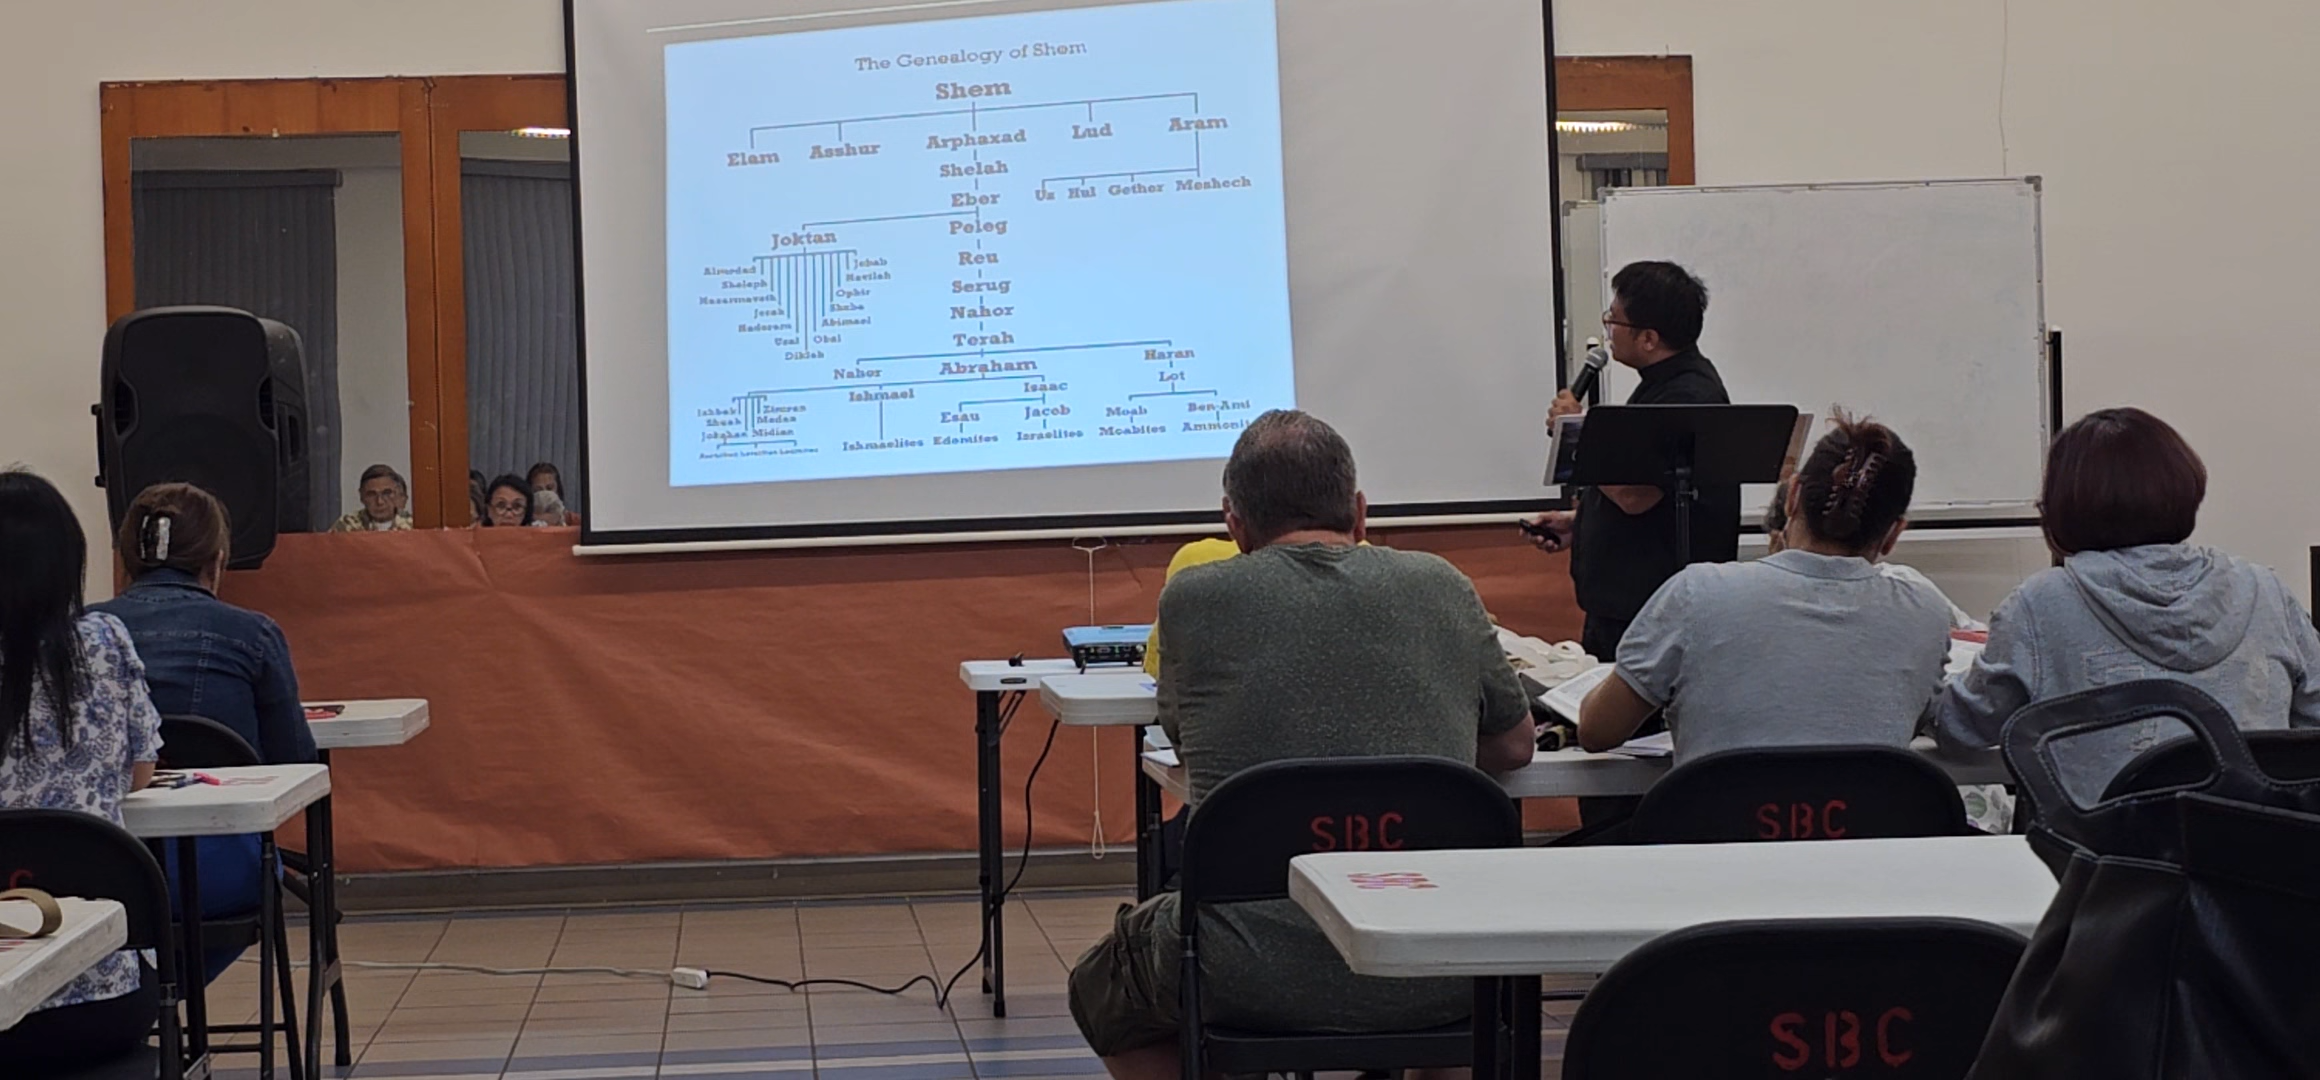 The Genealogy of Shem
Shem
Elam Asshur Arphaxad Lud Aram
Shelah
Uz Hul Gether Meshech
Eber
Joktan Peleg
Almodad Jobab
Sheleph Havilah
Reu
Hazarmaveth Ophir
Serug
Jerah Sheba
Hadoram Abimael
Nahor
Uzal Obal
Diklah
Terah
Nahor Abraham Haran
Ishmael Isaac Lot
Ishbak Zimran
Shuah Medan
Jokshan Midian
Esau Jacob Moab Ben-Ami
Ishmaelites Edomites Israelites Moabites
SBC
SBC
SBC
SBC